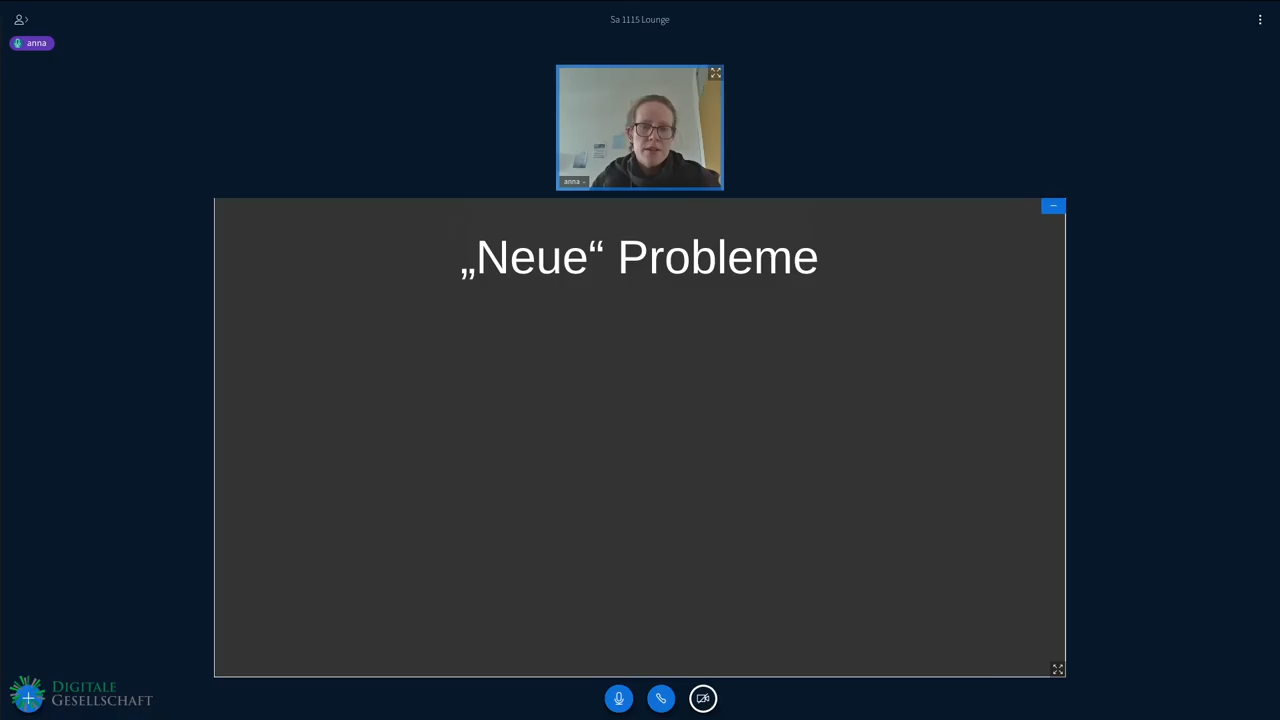 Sa 1115 Lounge
anna
anna
„Neue“ Probleme
DIGITALE
GESELLSCHAFT